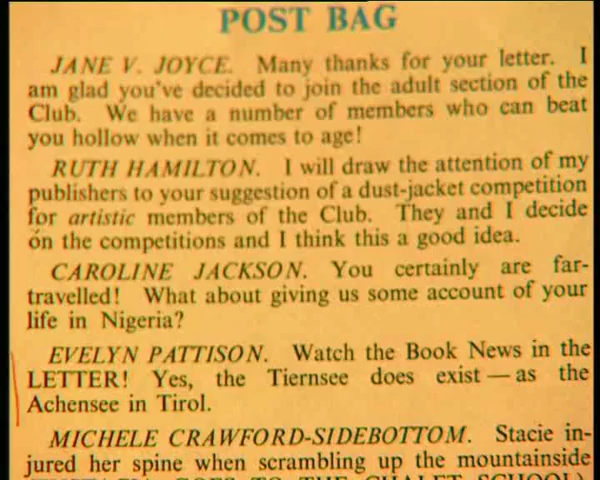 POST BAG
JANE V. JOYCE. Many thanks for your letter. I
am glad you've decided to join the adult section of the
Club. We have a number of members who can beat
you hollow when it comes to age!
RUTH HAMILTON. I will draw the attention of my
publishers to your suggestion of a dust-jacket competition
for artistic members of the Club. They and I decide
on the competitions and I think this a good idea.
CAROLINE JACKSON. You certainly are far-
travelled! What about giving us some account of your
life in Nigeria?
EVELYN PATTISON. Watch the Book News in the
LETTER! Yes, the Tiernsee does exist — as the
Achensee in Tirol.
MICHELE CRAWFORD-SIDEBOTTOM. Stacie in-
jured her spine when scrambling up the mountainside
GOES TO THE CHALET SCHOOL)